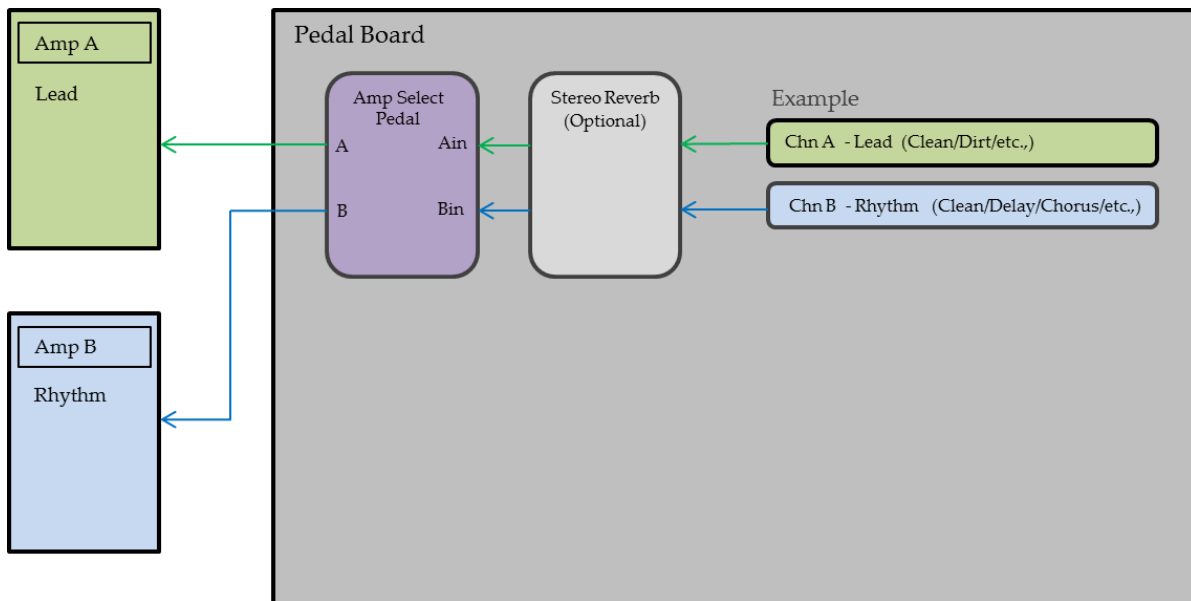 Amp A
Lead
Pedal Board
Amp Select
Pedal
A
Ain
B
Bin
Stereo Reverb
(Optional)
Example
Chn A - Lead (Clean/Dirt/etc.,)
Chn B - Rhythm (Clean/Delay/Chorus/etc.,)
Amp B
Rhythm